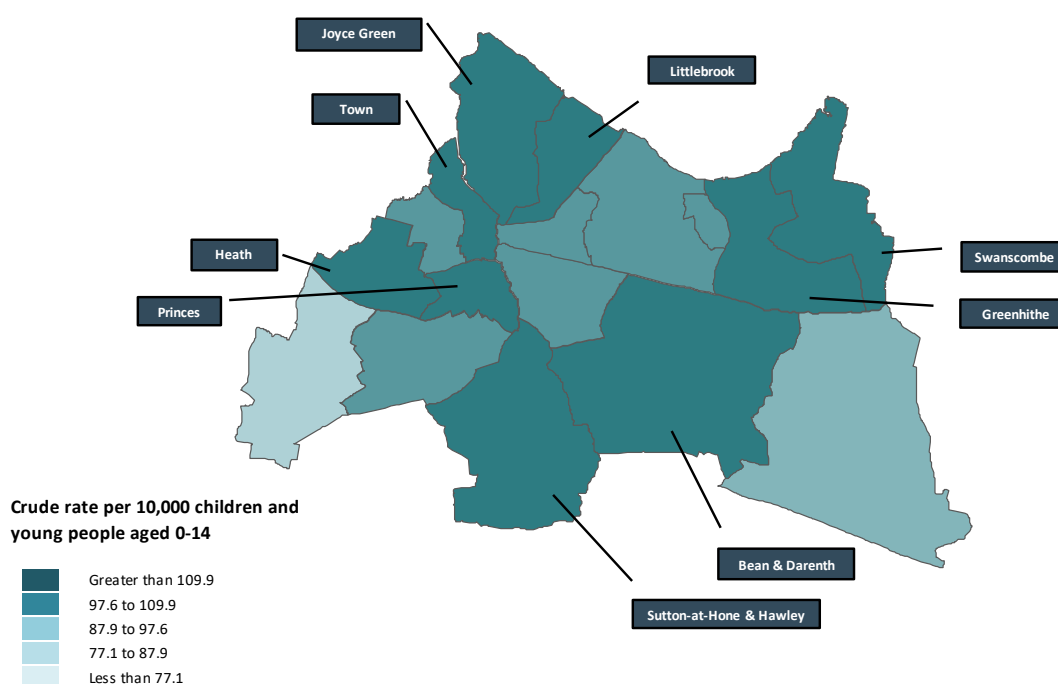 Joyce Green
Littlebrook
Town
Heath
Swanscombe
Princes
Greenhithe
Crude rate per 10,000 children and
young people aged 0-14
Bean & Darenth
Greater than 109.9
97.6 to 109.9
Sutton-at-Hone & Hawley
87.9 to 97.6
77.1 to 87.9
Less than 77.1